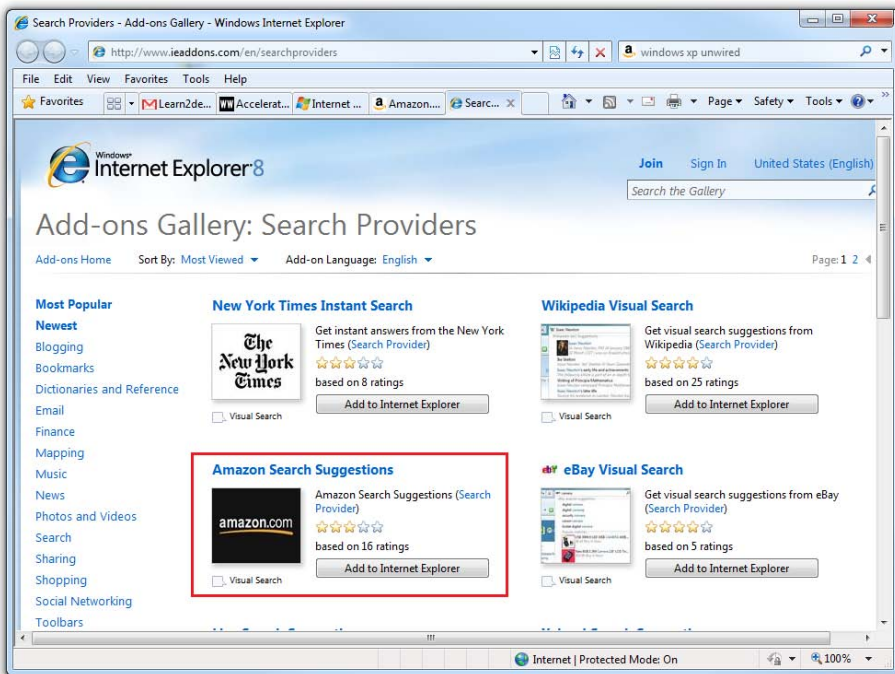 Search Providers - Add-ons Gallery - Windows Internet Explorer
http://www.ieaddons.com/en/searchproviders
windows xp unwired
File Edit View Favorites Tools Help
Favorites
Learn2de...
Accelerat...
Internet ...
Amazon....
Searc...
Page Safety Tools
Windows
Internet Explorer 8
Join Sign In United States (English)
Search the Gallery
Add-ons Gallery: Search Providers
Add-ons Home Sort By: Most Viewed Add-on Language: English Page: 1 2
Most Popular
Newest
Blogging
Bookmarks
Dictionaries and Reference
Email
Finance
Mapping
Music
News
Photos and Videos
Search
Sharing
Shopping
Social Networking
Toolbars
New York Times Instant Search
The
New York
Times
Get instant answers from the New York
Times (Search Provider)
based on 8 ratings
Add to Internet Explorer
Visual Search
Wikipedia Visual Search
Get visual search suggestions from
Wikipedia (Search Provider)
based on 25 ratings
Add to Internet Explorer
Visual Search
Amazon Search Suggestions
amazon.com
Amazon Search Suggestions (Search
Provider)
based on 16 ratings
Add to Internet Explorer
Visual Search
eBay Visual Search
Get visual search suggestions from eBay
(Search Provider)
based on 5 ratings
Add to Internet Explorer
Visual Search
Internet | Protected Mode: On
100%